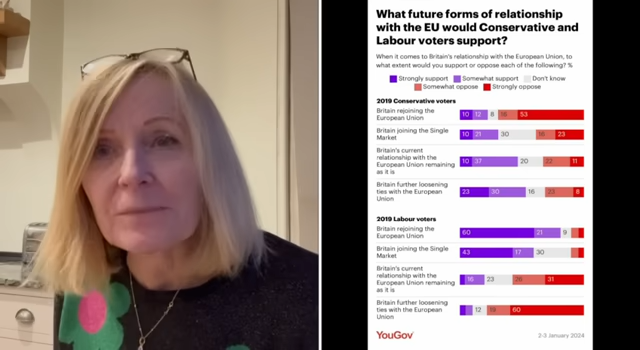 What future forms of relationship
with the EU would Conservative and
Labour voters support?
When it comes to Britain's relationship with the European Union, to
what extent would you support or oppose each of the following? %
Strongly support Somewhat support Don't know
Somewhat oppose Strongly oppose
2019 Conservative voters
Britain rejoining the
European Union
10 12 8 16 53
Britain joining the Single
Market
10 21 30 16 23
Britain's current
relationship with the
European Union remaining
as it is
10 37 20 22 11
Britain further loosening
ties with the European
Union
23 30 16 23 8
2019 Labour voters
Britain rejoining the
European Union
60 21 9
Britain joining the Single
Market
43 17 30
Britain's current
relationship with the
European Union remaining
as it is
16 23 26 31
Britain further loosening
ties with the European
Union
12 60
YouGov
2-3 January 2024